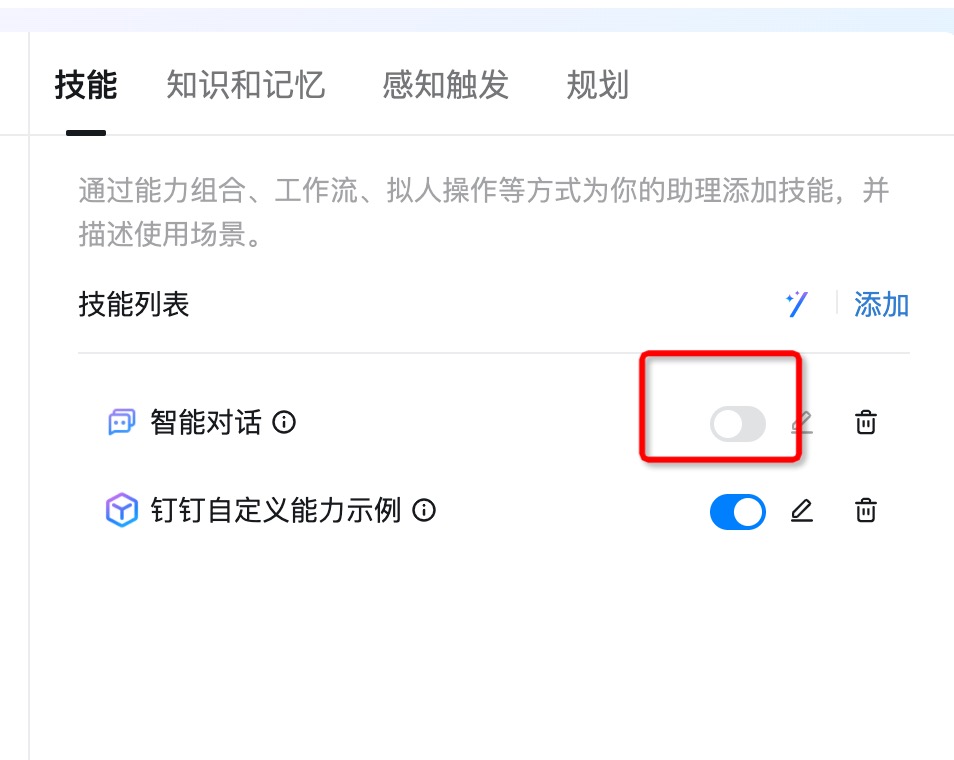 技能 知识和记忆 感知触发 规划
通过能力组合、工作流、拟人操作等方式为你的助理添加技能，并
描述使用场景。
技能列表 添加
智能对话
钉钉自定义能力示例